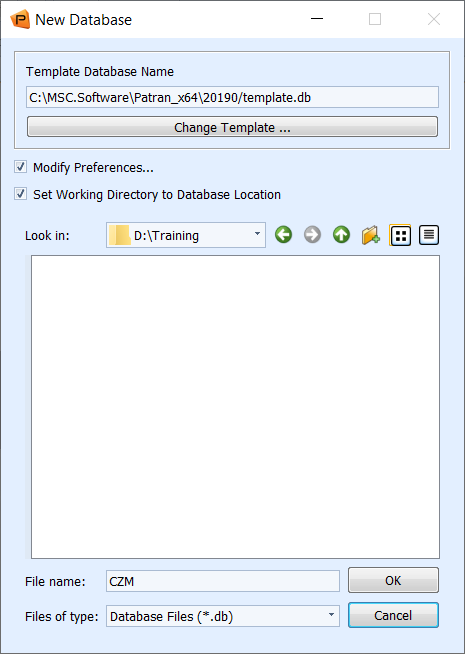 New Database
Template Database Name
C:\MSC.Software\Patran_x64\20190/template.db
Change Template ...
Modify Preferences...
Set Working Directory to Database Location
Look in: D:\Training
File name: CZM OK
Files of type: Database Files (*.db) Cancel